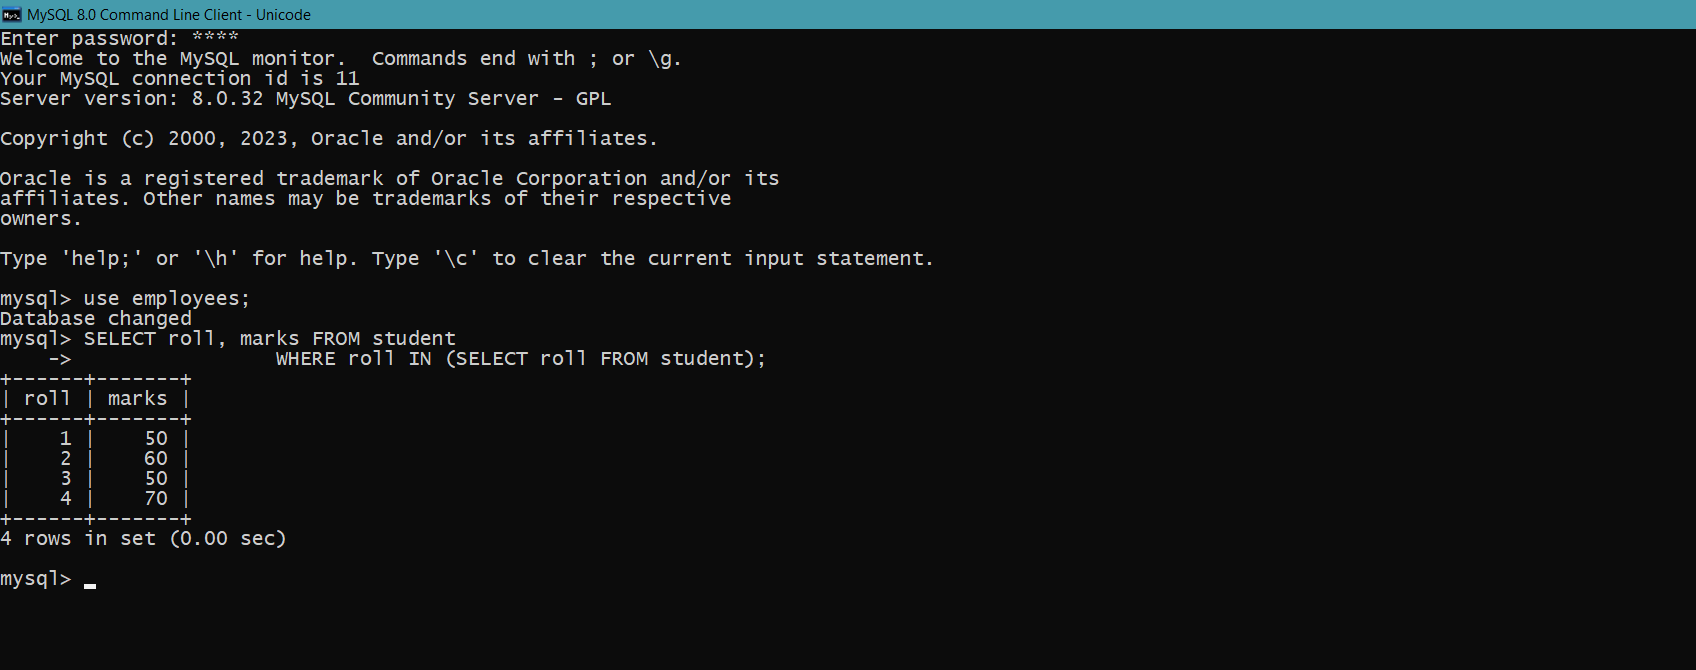 MySQL 8.0 Command Line Client - Unicode
Enter password: ****
Welcome to the MySQL monitor.  Commands end with ; or \g.
Your MySQL connection id is 11
Server version: 8.0.32 MySQL Community Server - GPL

Copyright (c) 2000, 2023, Oracle and/or its affiliates.

Oracle is a registered trademark of Oracle Corporation and/or its
affiliates. Other names may be trademarks of their respective
owners.

Type 'help;' or '\h' for help. Type '\c' to clear the current input statement.

mysql> use employees;
Database changed
mysql> SELECT roll, marks FROM student
    ->                 WHERE roll IN (SELECT roll FROM student);
+------+-------+
| roll | marks |
+------+-------+
|    1 |    50 |
|    2 |    60 |
|    3 |    50 |
|    4 |    70 |
+------+-------+
4 rows in set (0.00 sec)

mysql> _